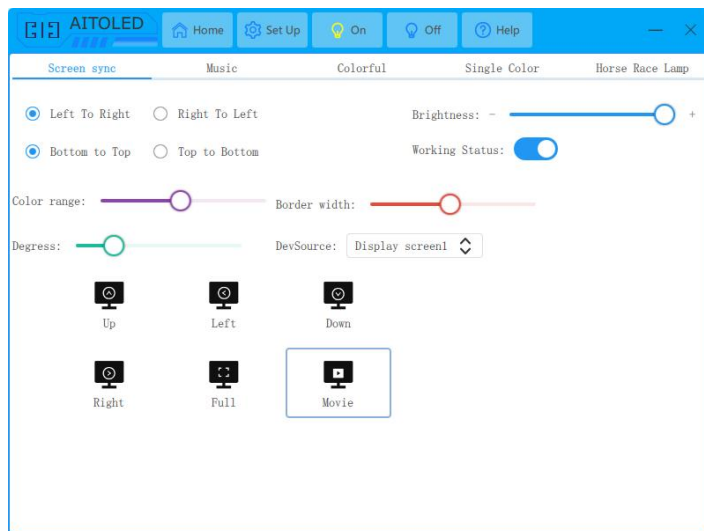 AITOLED Home Set Up On Off Help
Screen sync Music Colorful Single Color Horse Race Lamp
Left To Right Right To Left Brightness: - +
Bottom to Top Top to Bottom Working Status:
Color range: Border width:
Degress: DevSource: Display screen1
Up Left Down
Right Full Movie